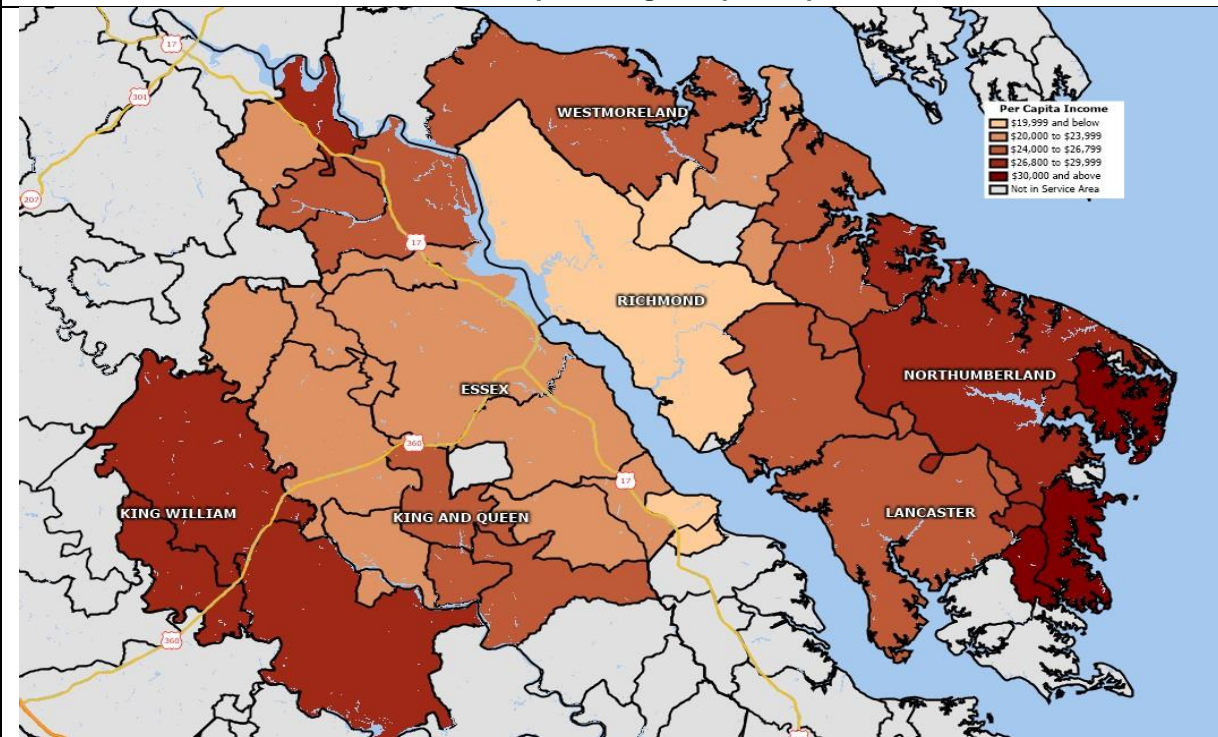 17
301
207
WESTMORELAND
Per Capita Income
$19,999 and below
$20,000 to $23,999
$24,000 to $26,799
$26,800 to $29,999
$30,000 and above
Not in Service Area
17
RICHMOND
NORTHUMBERLAND
ESSEX
360
17
KING WILLIAM
KING AND QUEEN
LANCASTER
360